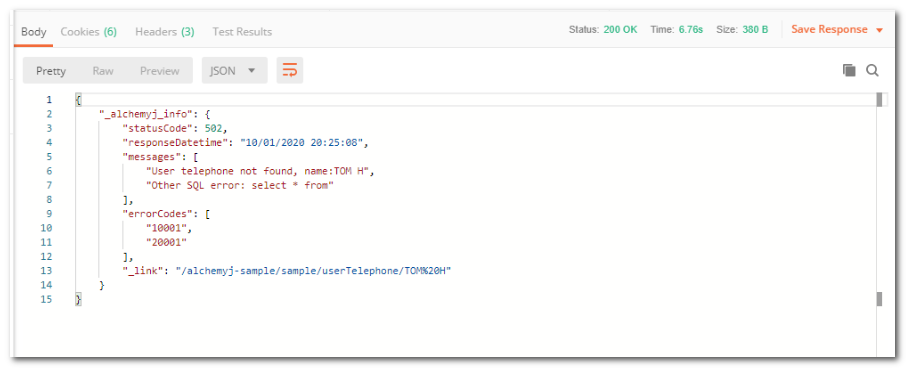 Body Cookies (6) Headers (3) Test Results Status: 200 OK Time: 6.76s Size: 380 B Save Response
Pretty Raw Preview JSON
1 {
2 "_alchemyj_info": {
3 "statusCode": 502,
4 "responseDatetime": "10/01/2020 20:25:08",
5 "messages": [
6 "User telephone not found, name:TOM H",
7 "Other SQL error: select * from"
8 ],
9 "errorCodes": [
10 "10001",
11 "20001"
12 ],
13 "_link": "/alchemyj-sample/sample/userTelephone/TOM%20H"
14 }
15 }